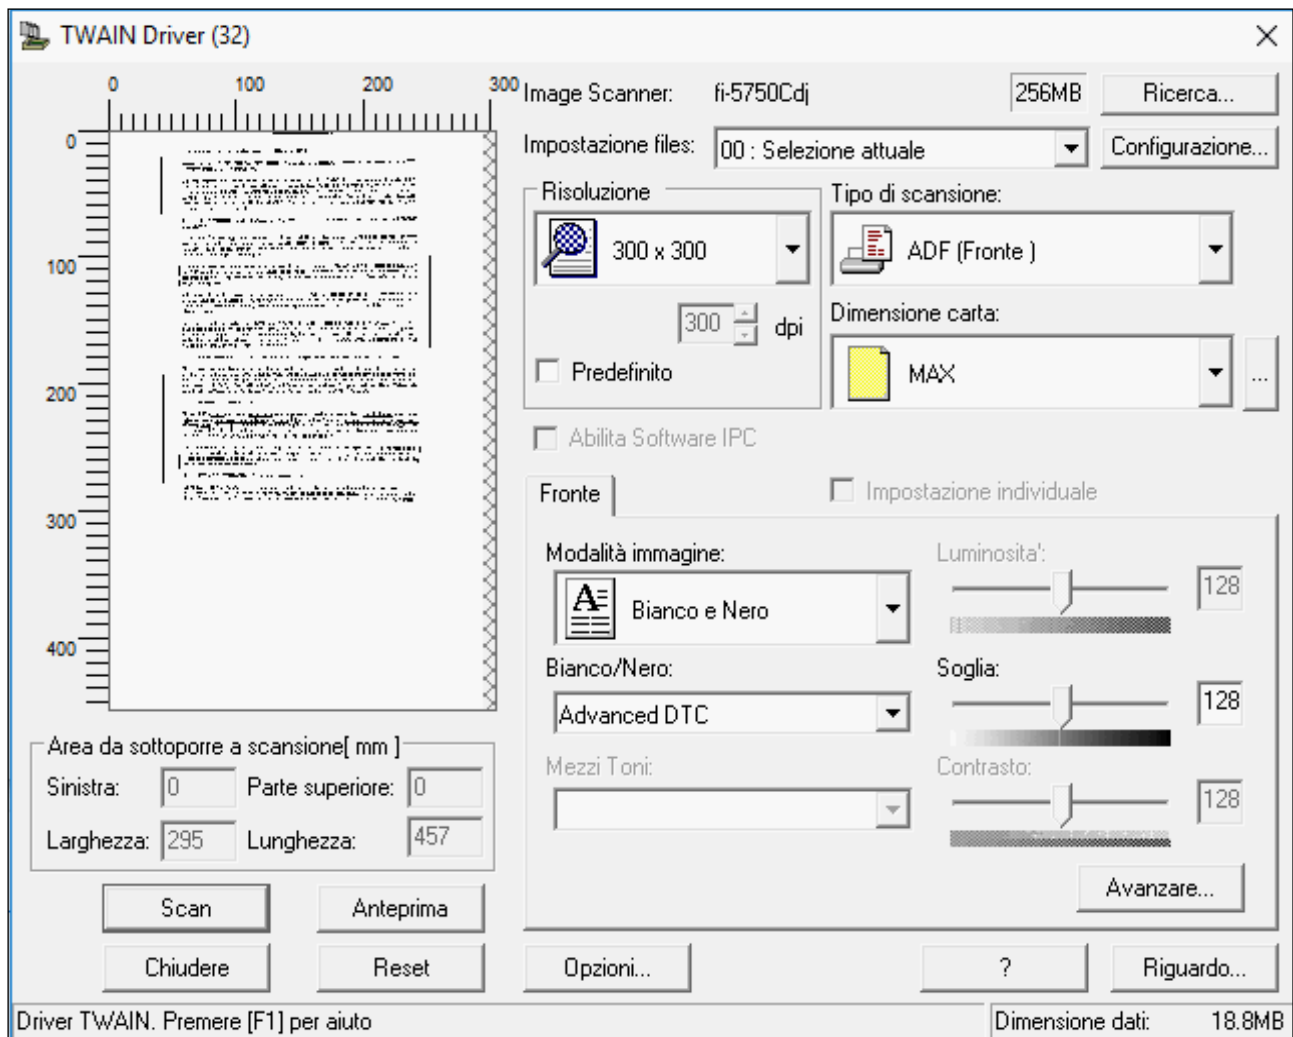 TWAIN Driver (32)
0 100 200 300
0
100
200
300
400
Area da sottoporre a scansione[ mm ]
Sinistra: 0 Parte superiore: 0
Larghezza: 295 Lunghezza: 457
Scan Anteprima
Chiudere Reset
Image Scanner: fi-5750Cdj 256MB Ricerca...
Impostazione files: 00 : Selezione attuale Configurazione...
Risoluzione
300 x 300
300 dpi
Predefinito
Tipo di scansione:
ADF (Fronte )
Dimensione carta:
MAX ...
Abilita Software IPC
Fronte
Impostazione individuale
Modalità immagine:
Bianco e Nero
Bianco/Nero:
Advanced DTC
Mezzi Toni:
Luminosita':
128
Soglia:
128
Contrasto:
128
Avanzare...
Opzioni... ? Riguardo...
Driver TWAIN. Premere [F1] per aiuto
Dimensione dati: 18.8MB